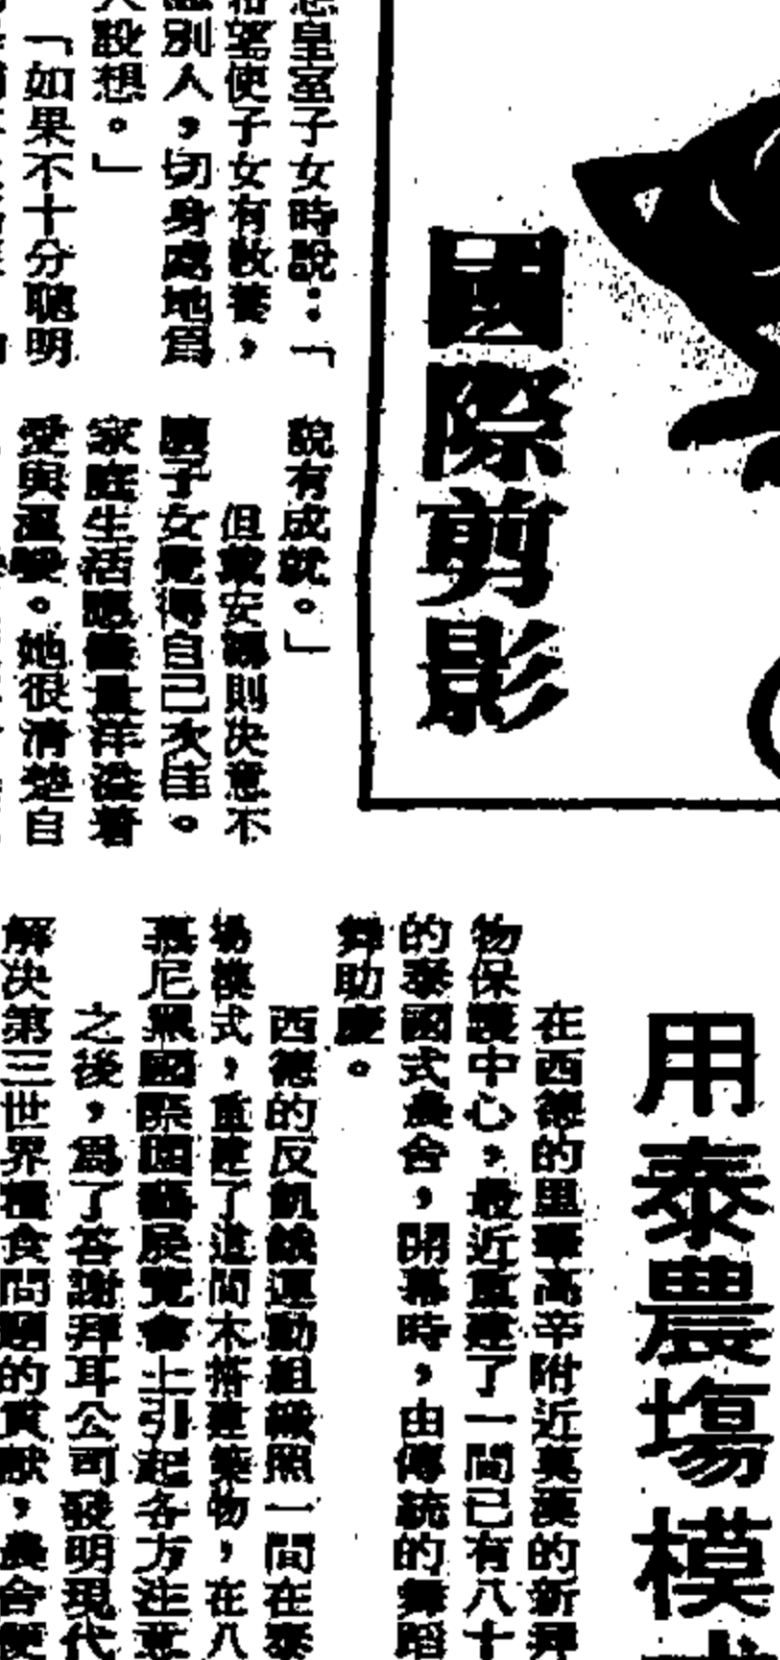 國際剪影
皇室子女時說：「
望使子女有教養，
別人，切身處地爲
人設想。」
「如果不十分聰明
說有成就。」
但戴安娜則決意不
讓子女覺得自己次佳。
家庭生活應儘量洋溢着
愛與溫暖。她很清楚自
用泰農場模式
在西德的里華高辛附近莫漢的新拜
物保護中心，最近重建了一間已有八十
的泰國式農舍，開幕時，由傳統的舞蹈
舞助慶。
西德的反飢餓運動組織照一間在泰
場模式，重建了這間木搭建築物，在八
慕尼黑國際園藝展覽會上引起各方注意
之後，爲了答謝拜耳公司發明現代
解決第三世界糧食問題的貢獻，農舍便